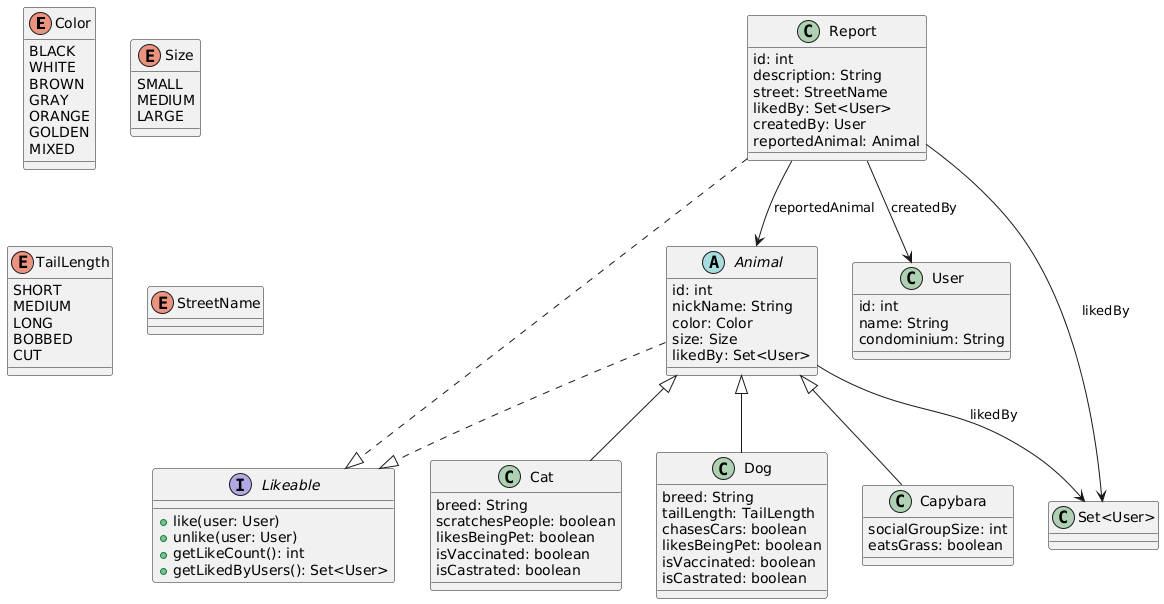 E Color
BLACK
WHITE
BROWN
GRAY
ORANGE
GOLDEN
MIXED
E Size
SMALL
MEDIUM
LARGE
C Report
id: int
description: String
street: StreetName
likedBy: Set<User>
createdBy: User
reportedAnimal: Animal
reportedAnimal
createdBy
likedBy
E TailLength
SHORT
MEDIUM
LONG
BOBBED
CUT
E StreetName
A Animal
id: int
nickName: String
color: Color
size: Size
likedBy: Set<User>
C User
id: int
name: String
condominium: String
likedBy
I Likeable
like(user: User)
unlike(user: User)
getLikeCount(): int
getLikedByUsers(): Set<User>
C Cat
breed: String
scratchesPeople: boolean
likesBeingPet: boolean
isVaccinated: boolean
isCastrated: boolean
C Dog
breed: String
tailLength: TailLength
chasesCars: boolean
likesBeingPet: boolean
isVaccinated: boolean
isCastrated: boolean
C Capybara
socialGroupSize: int
eatsGrass: boolean
C Set<User>